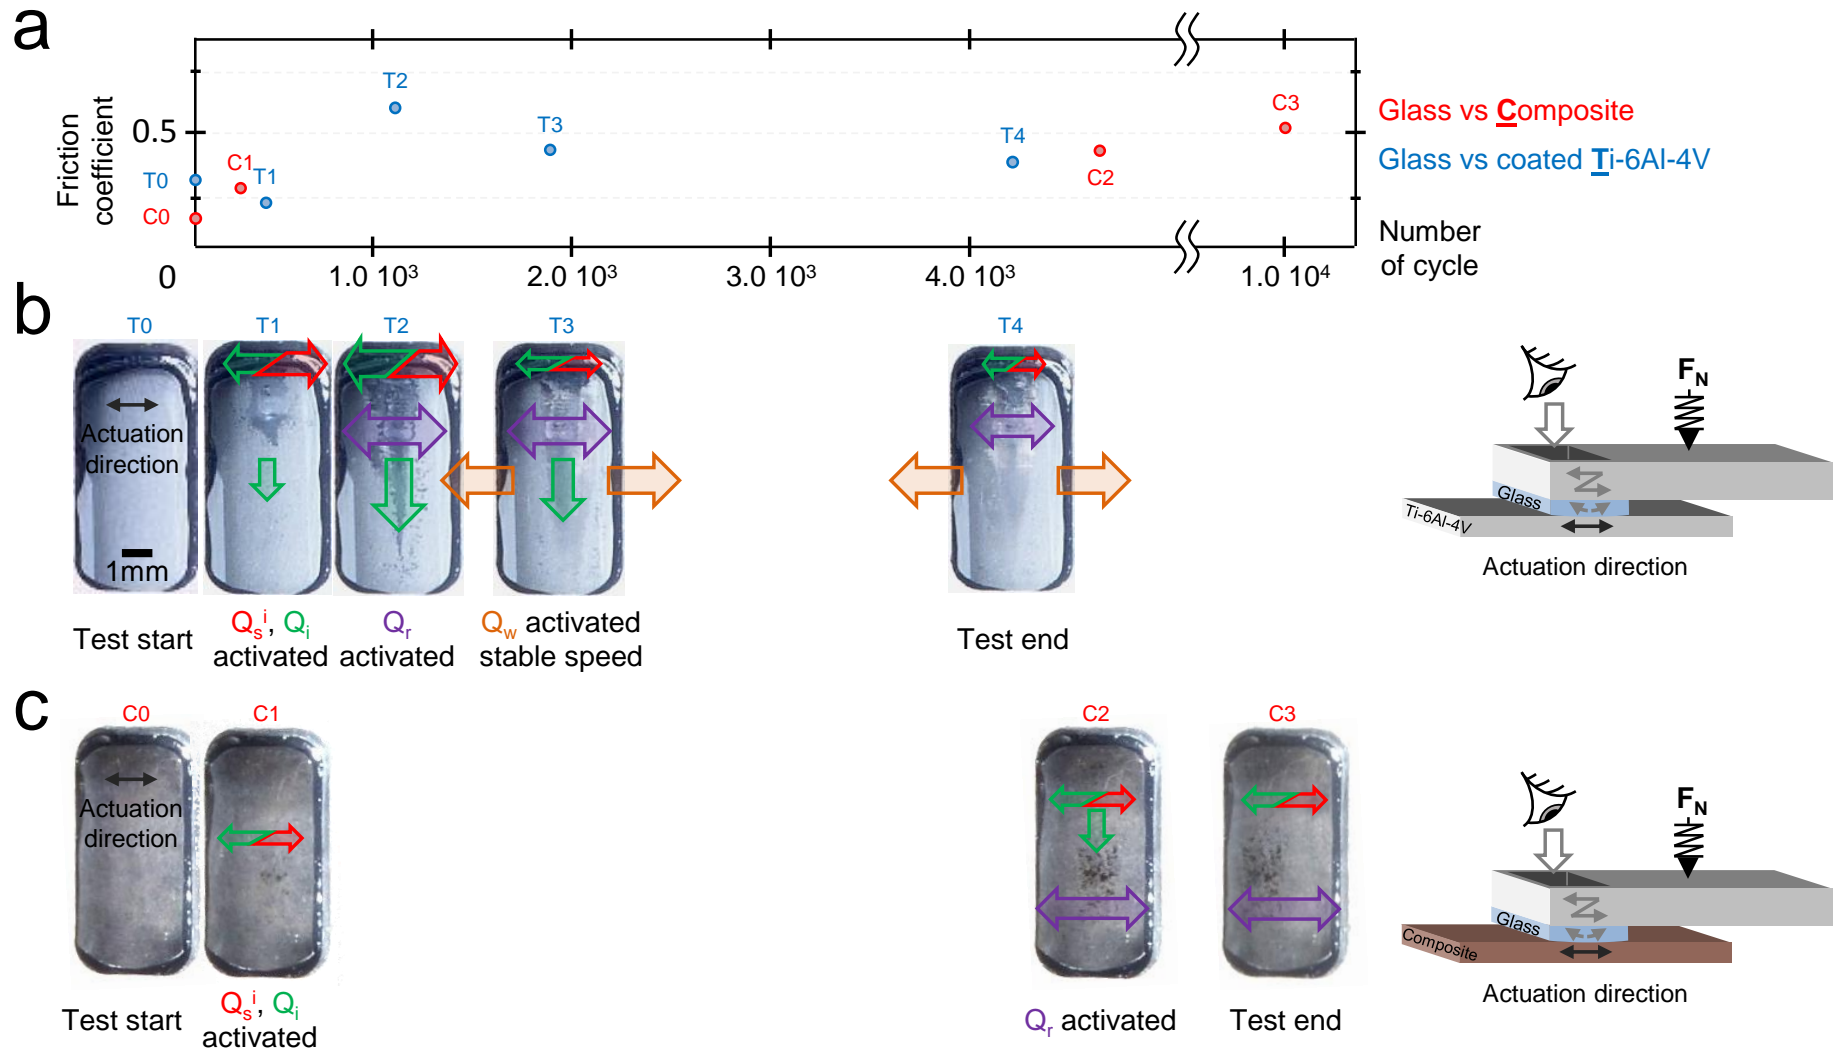 a
T2
C3
T3
T4
0.5
C1
T1
C2
T0
C0
Friction
coefficient
Glass vs Composite
Glass vs coated Ti-6Al-4V
Number
of cycle
0
1.0 10³
2.0 10³
3.0 10³
4.0 10³
1.0 10⁴
b
T0
T1
T2
T3
T4
Actuation
direction
1mm
Test start
Qₛⁱ, Qᵢ
activated
Qᵣ
activated
Q_w activated
stable speed
Test end
F_N
Glass
Ti-6Al-4V
Actuation direction
c
C0
C1
C2
C3
Actuation
direction
Test start
Qₛⁱ, Qᵢ
activated
Qᵣ activated
Test end
F_N
Glass
Composite
Actuation direction